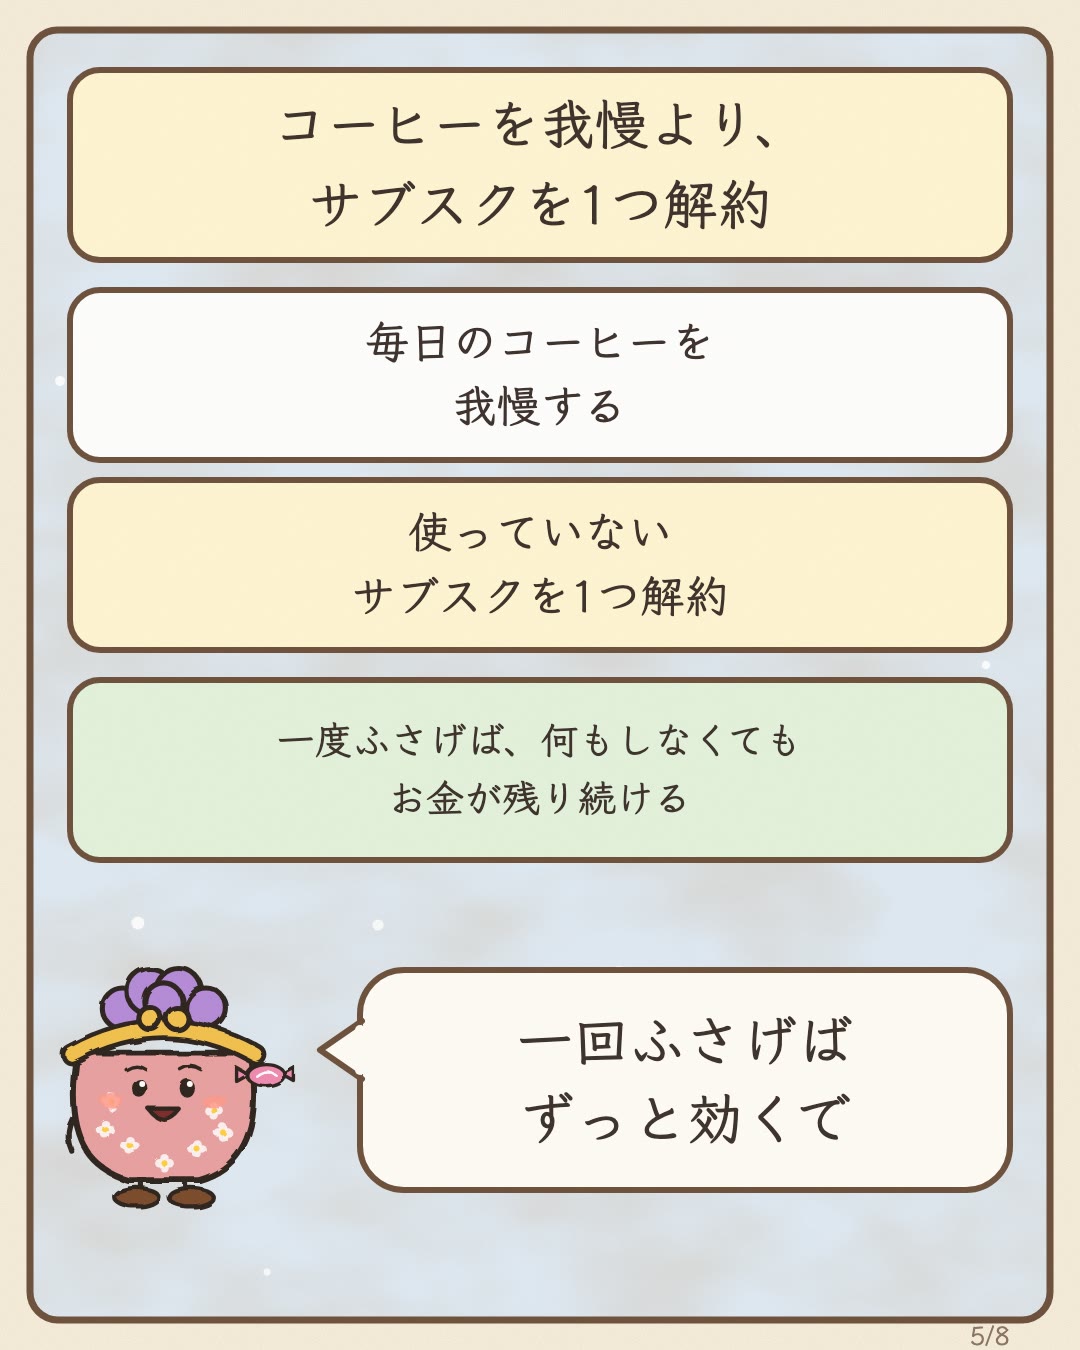 コーヒーを我慢より、
サブスクを1つ解約
毎日のコーヒーを
我慢する
使っていない
サブスクを1つ解約
一度ふさげば、何もしなくても
お金が残り続ける
一回ふさげば
ずっと効くで
5/8